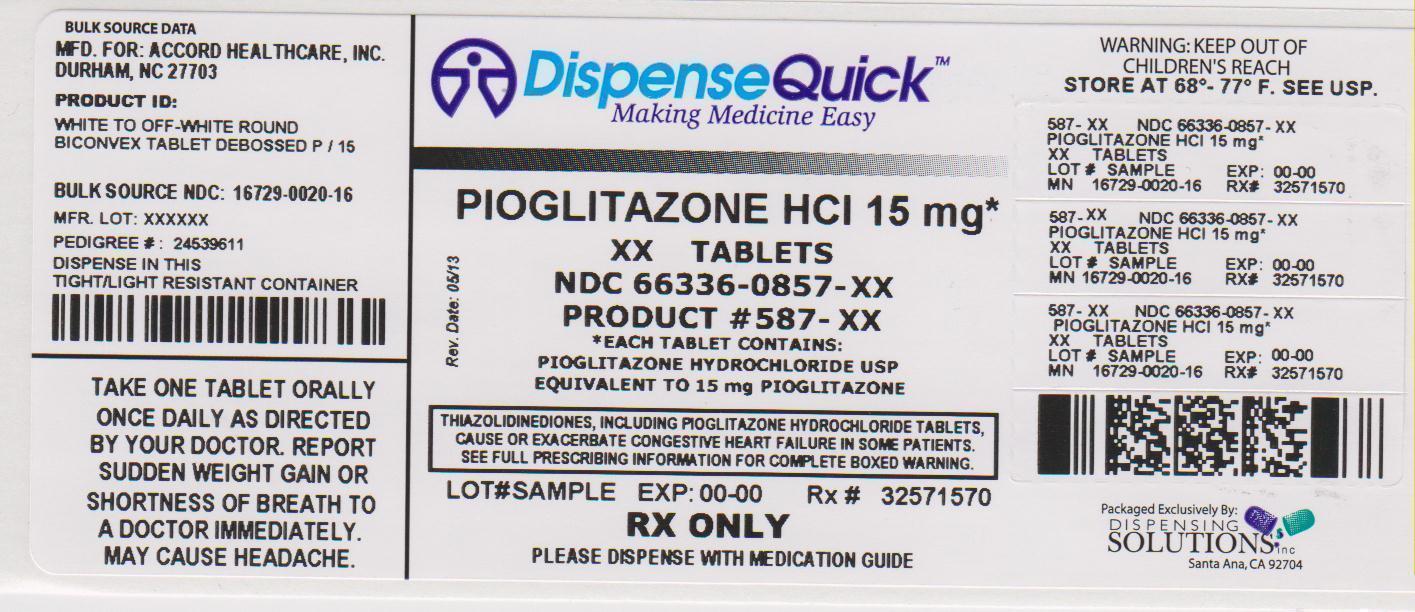 BULK SOURCE DATA
MFD. FOR: ACCORD HEALTHCARE, INC.
DURHAM, NC 27703
PRODUCT ID:
WHITE TO OFF-WHITE ROUND
BICONVEX TABLET DEBOSSED P / 15
BULK SOURCE NDC: 16729-0020-16
MFR. LOT: XXXXXX
PEDIGREE # : 24539611
DISPENSE IN THIS
TIGHT/LIGHT RESISTANT CONTAINER
TAKE ONE TABLET ORALLY
ONCE DAILY AS DIRECTED
BY YOUR DOCTOR. REPORT
SUDDEN WEIGHT GAIN OR
SHORTNESS OF BREATH TO
A DOCTOR IMMEDIATELY.
MAY CAUSE HEADACHE.
DispenseQuick™
Making Medicine Easy
PIOGLITAZONE HCl 15 mg*
XX TABLETS
NDC 66336-0857-XX
PRODUCT #587- XX
*EACH TABLET CONTAINS:
PIOGLITAZONE HYDROCHLORIDE USP
EQUIVALENT TO 15 mg PIOGLITAZONE
Rev. Date: 05/13
THIAZOLIDINEDIONES, INCLUDING PIOGLITAZONE HYDROCHLORIDE TABLETS,
CAUSE OR EXACERBATE CONGESTIVE HEART FAILURE IN SOME PATIENTS.
SEE FULL PRESCRIBING INFORMATION FOR COMPLETE BOXED WARNING.
LOT#SAMPLE EXP: 00-00 Rx # 32571570
RX ONLY
PLEASE DISPENSE WITH MEDICATION GUIDE
WARNING: KEEP OUT OF
CHILDREN'S REACH
STORE AT 68°- 77° F. SEE USP.
587- XX NDC 66336-0857- XX
PIOGLITAZONE HCl 15 mg*
XX TABLETS
LOT # SAMPLE EXP: 00-00
MN 16729-0020-16 RX# 32571570
587- XX NDC 66336-0857- XX
PIOGLITAZONE HCl 15 mg*
XX TABLETS
LOT # SAMPLE EXP: 00-00
MN 16729-0020-16 RX# 32571570
587- XX NDC 66336-0857- XX
PIOGLITAZONE HCl 15 mg*
XX TABLETS
LOT # SAMPLE EXP: 00-00
MN 16729-0020-16 RX# 32571570
Packaged Exclusively By:
DISPENSING
SOLUTIONS inc
Santa Ana, CA 92704